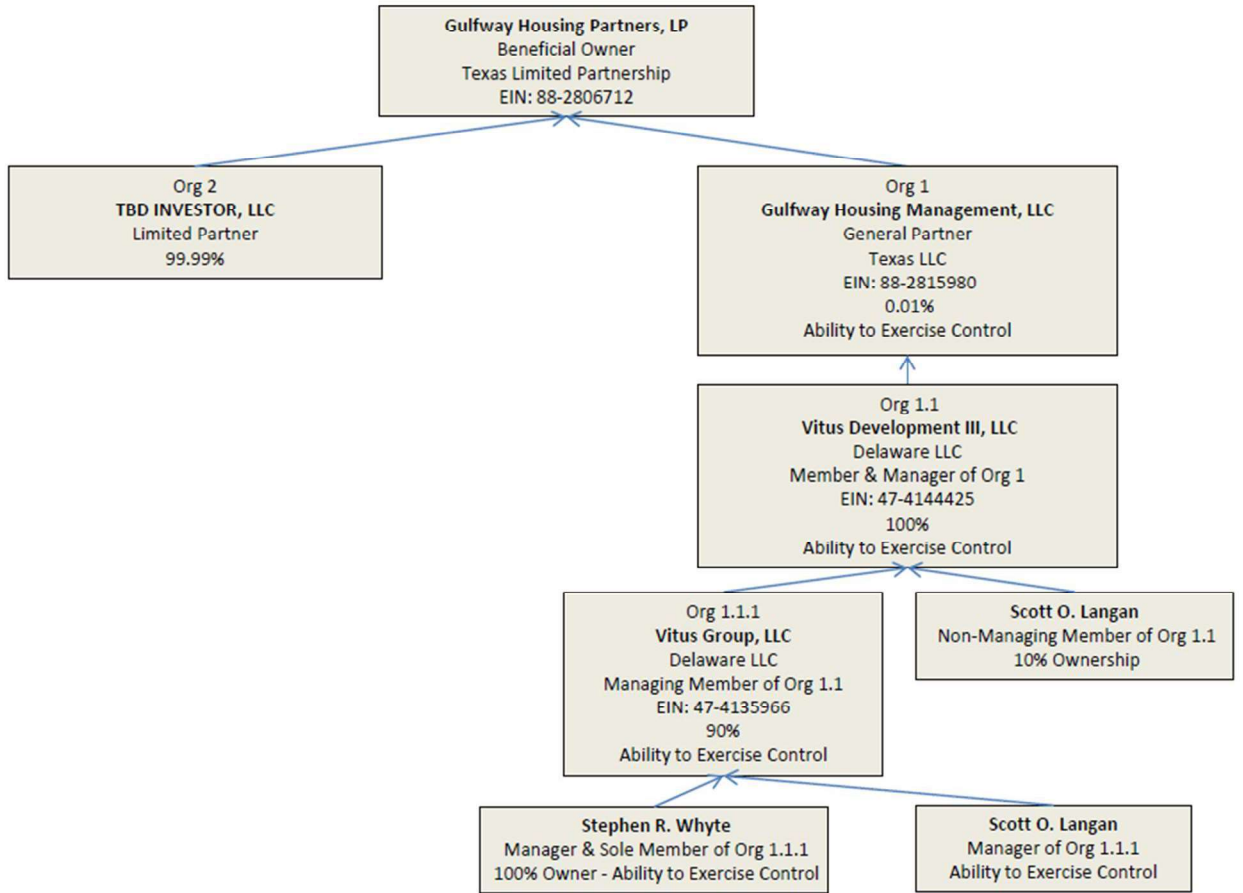 Gulfway Housing Partners, LP
Beneficial Owner
Texas Limited Partnership
EIN: 88-2806712
Org 2
TBD INVESTOR, LLC
Limited Partner
99.99%
Org 1
Gulfway Housing Management, LLC
General Partner
Texas LLC
EIN: 88-2815980
0.01%
Ability to Exercise Control
Org 1.1
Vitus Development III, LLC
Delaware LLC
Member & Manager of Org 1
EIN: 47-4144425
100%
Ability to Exercise Control
Org 1.1.1
Vitus Group, LLC
Delaware LLC
Managing Member of Org 1.1
EIN: 47-4135966
90%
Ability to Exercise Control
Scott O. Langan
Non-Managing Member of Org 1.1
10% Ownership
Stephen R. Whyte
Manager & Sole Member of Org 1.1.1
100% Owner - Ability to Exercise Control
Scott O. Langan
Manager of Org 1.1.1
Ability to Exercise Control